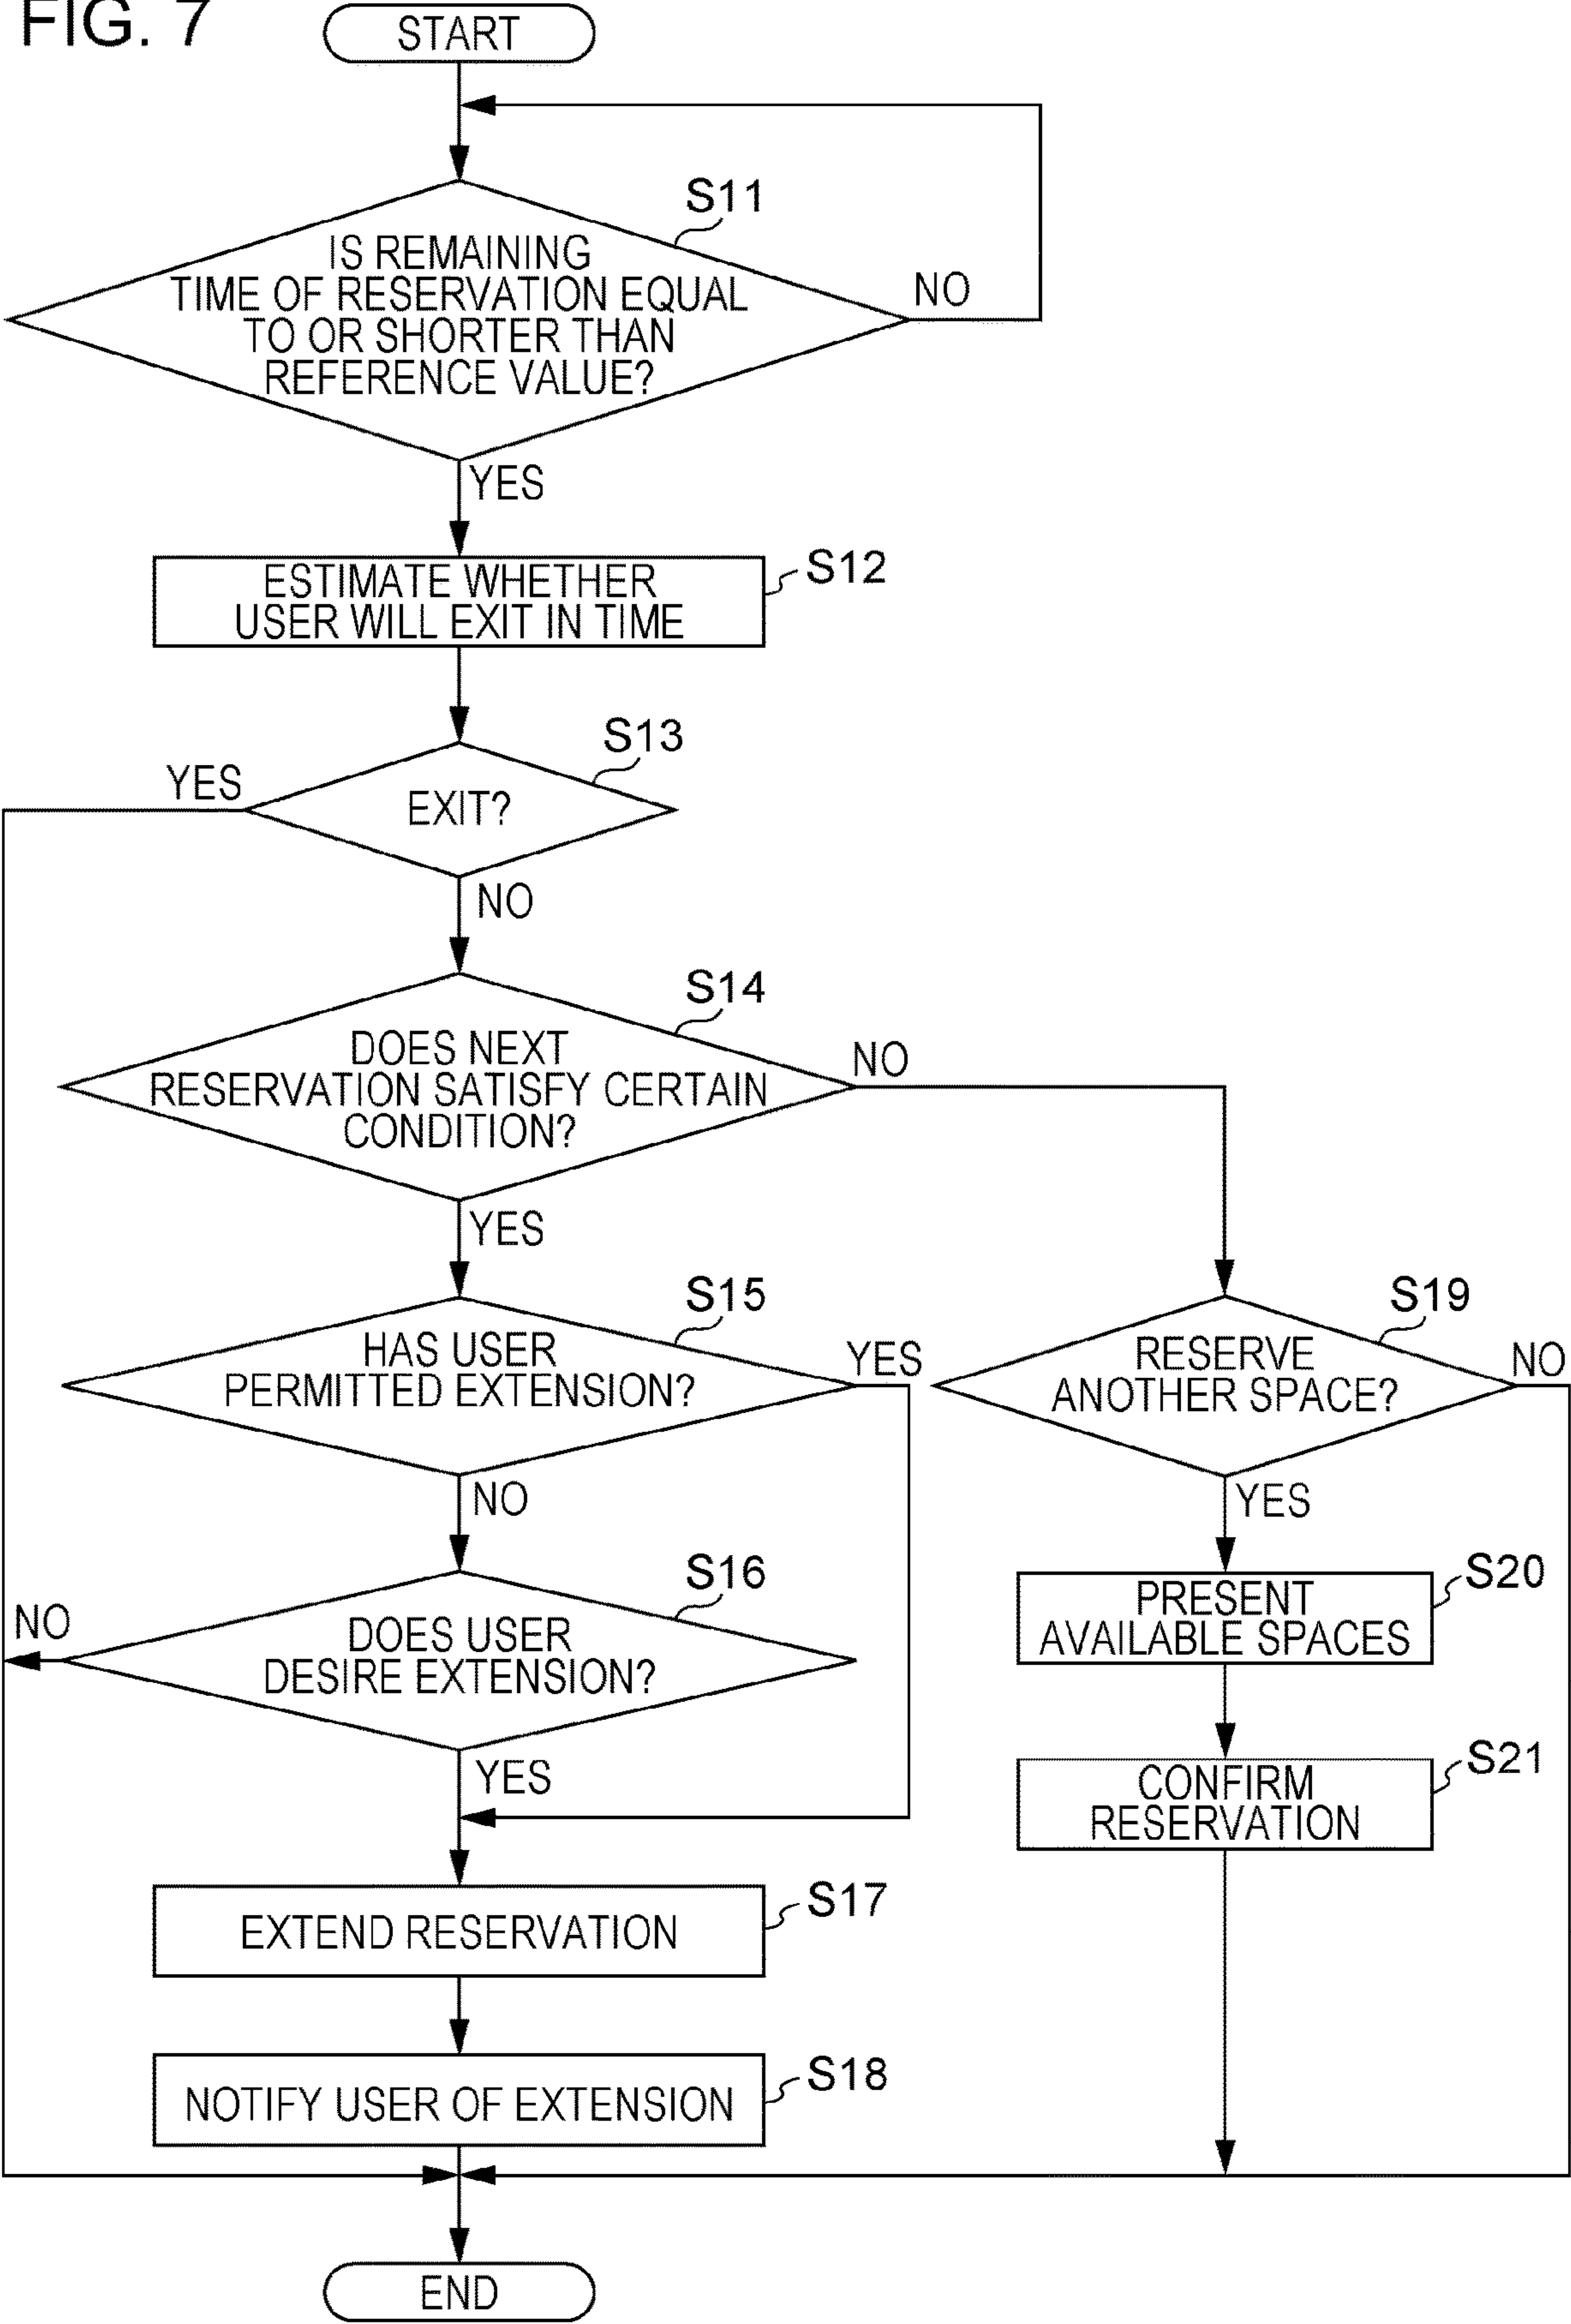 FIG. 7
START
S11
IS REMAINING
TIME OF RESERVATION EQUAL
TO OR SHORTER THAN
REFERENCE VALUE?
NO
YES
S12
ESTIMATE WHETHER
USER WILL EXIT IN TIME
S13
YES
EXIT?
NO
S14
DOES NEXT
RESERVATION SATISFY CERTAIN
CONDITION?
NO
YES
S15
HAS USER
PERMITTED EXTENSION?
YES
NO
S19
RESERVE
ANOTHER SPACE?
NO
YES
S16
NO
DOES USER
DESIRE EXTENSION?
YES
S20
PRESENT
AVAILABLE SPACES
S21
CONFIRM
RESERVATION
S17
EXTEND RESERVATION
S18
NOTIFY USER OF EXTENSION
END